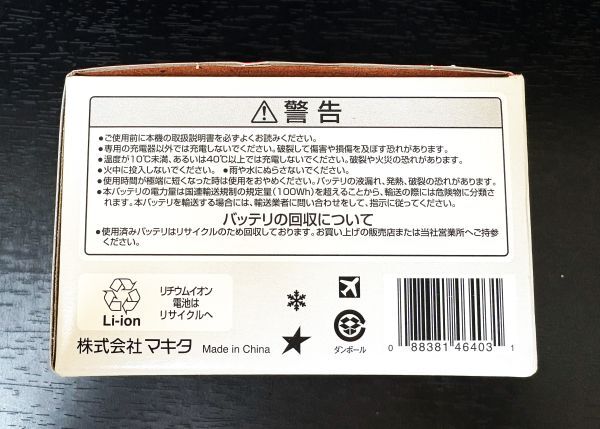 警告
●ご使用前に本機の取扱説明書を必ずよくお読みください。
●専用の充電器以外では充電しないでください。破裂して傷害や損傷を及ぼす恐れがあります。
●温度が10℃未満、あるいは40℃以上では充電しないでください。破裂や火災の恐れがあります。
●火中に投入しないでください。 ●雨や水にぬらさないでください。
●使用時間が極端に短くなった時は使用をおやめください。バッテリの液漏れ、発熱、破裂の恐れがあります。
●本バッテリの電力量は国連輸送規制の規定量(100Wh)を超えることから、輸送の際には危険物に分類さ
れます。本バッテリを輸送する場合には、輸送業者に問い合わせをして、指示に従ってください。
バッテリの回収について
●使用済みバッテリはリサイクルのため回収しております。お買い上げの販売店または当社営業所へご持参
ください。
Li-ion
リチウムイオン
電池は
リサイクルへ
株式会社マキタ Made in China
ダンボール
0 88381 46403 1